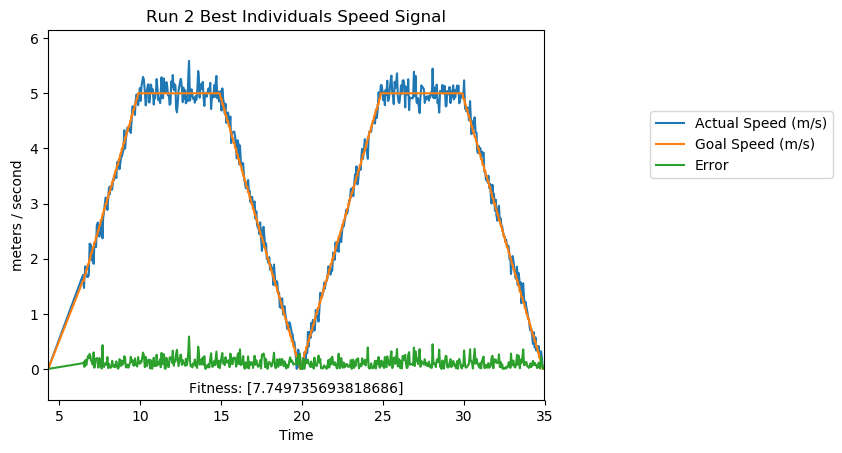 Run 2 Best Individuals Speed Signal
6
5
4
3
2
1
0
meters / second
Actual Speed (m/s)
Goal Speed (m/s)
Error
Fitness: [7.749735693818686]
5 10 15 20 25 30 35
Time